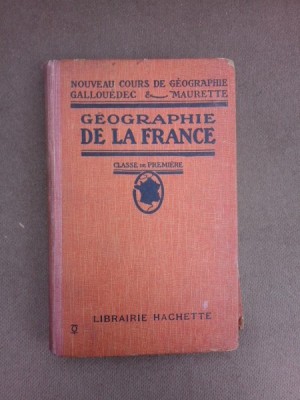 NOUVEAU COURS DE GÉOGRAPHIE
GALLOUÉDEC & MAURETTE
GÉOGRAPHIE
DE LA FRANCE
CLASSE DE PREMIÈRE
LIBRAIRIE HACHETTE